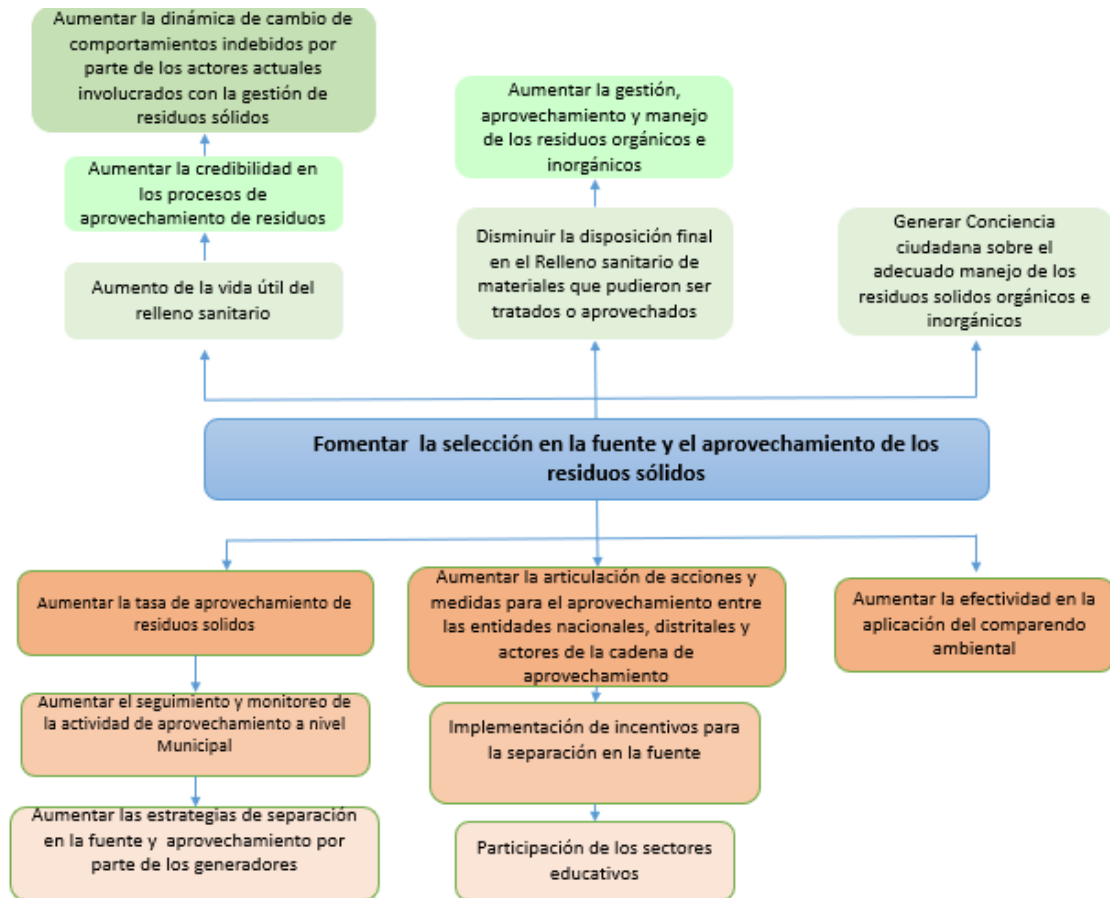 Aumentar la dinámica de cambio de
comportamientos indebidos por
parte de los actores actuales
involucrados con la gestión de
residuos sólidos
Aumentar la credibilidad en
los procesos de
aprovechamiento de residuos
Aumento de la vida útil del
relleno sanitario
Aumentar la gestión,
aprovechamiento y manejo
de los residuos orgánicos e
inorgánicos
Disminuir la disposición final
en el Relleno sanitario de
materiales que pudieron ser
tratados o aprovechados
Generar Conciencia
ciudadana sobre el
adecuado manejo de los
residuos solidos orgánicos e
inorgánicos
Fomentar la selección en la fuente y el aprovechamiento de los
residuos sólidos
Aumentar la tasa de aprovechamiento de
residuos solidos
Aumentar el seguimiento y monitoreo de
la actividad de aprovechamiento a nivel
Municipal
Aumentar las estrategias de separación
en la fuente y aprovechamiento por
parte de los generadores
Aumentar la articulación de acciones y
medidas para el aprovechamiento entre
las entidades nacionales, distritales y
actores de la cadena de
aprovechamiento
Implementación de incentivos para
la separación en la fuente
Participación de los sectores
educativos
Aumentar la efectividad en la
aplicación del comparendo
ambiental